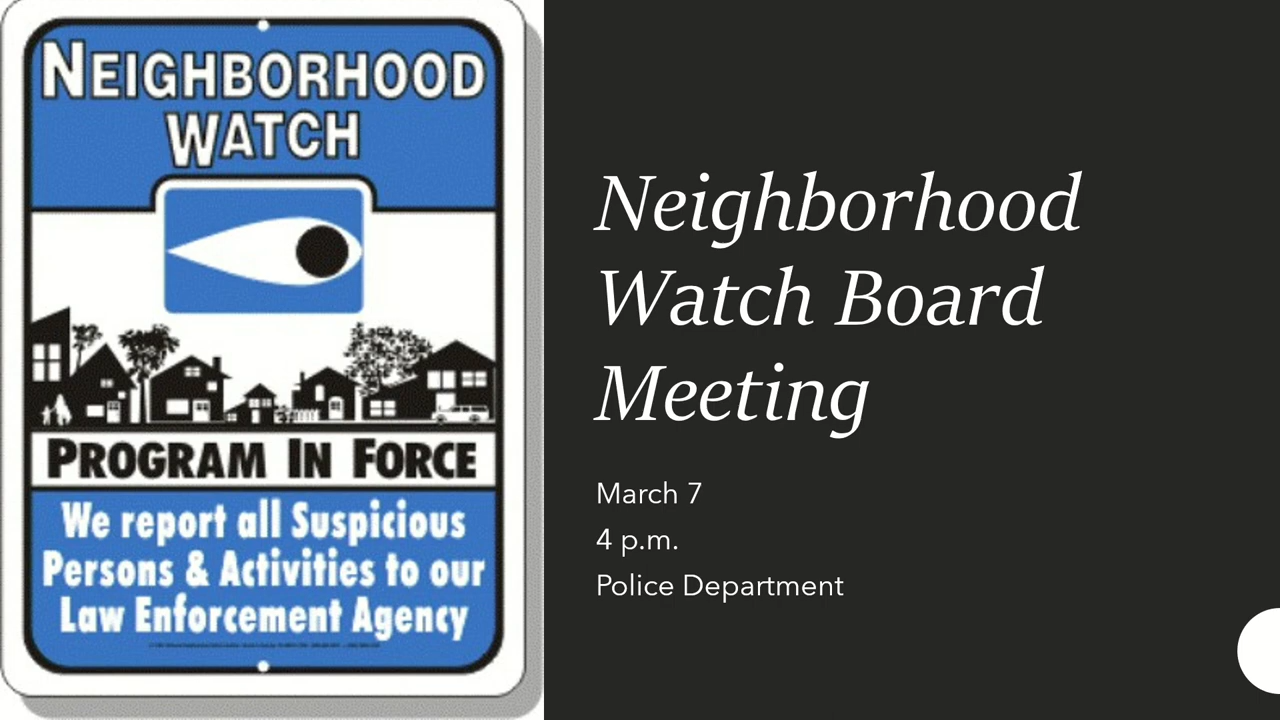 NEIGHBORHOOD
WATCH
PROGRAM IN FORCE
We report all Suspicious
Persons & Activities to our
Law Enforcement Agency
Neighborhood
Watch Board
Meeting
March 7
4 p.m.
Police Department